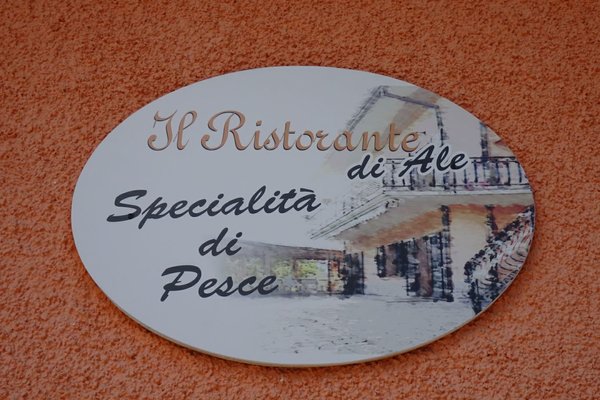 Il Ristorante
di Ale
Specialità
di
Pesce